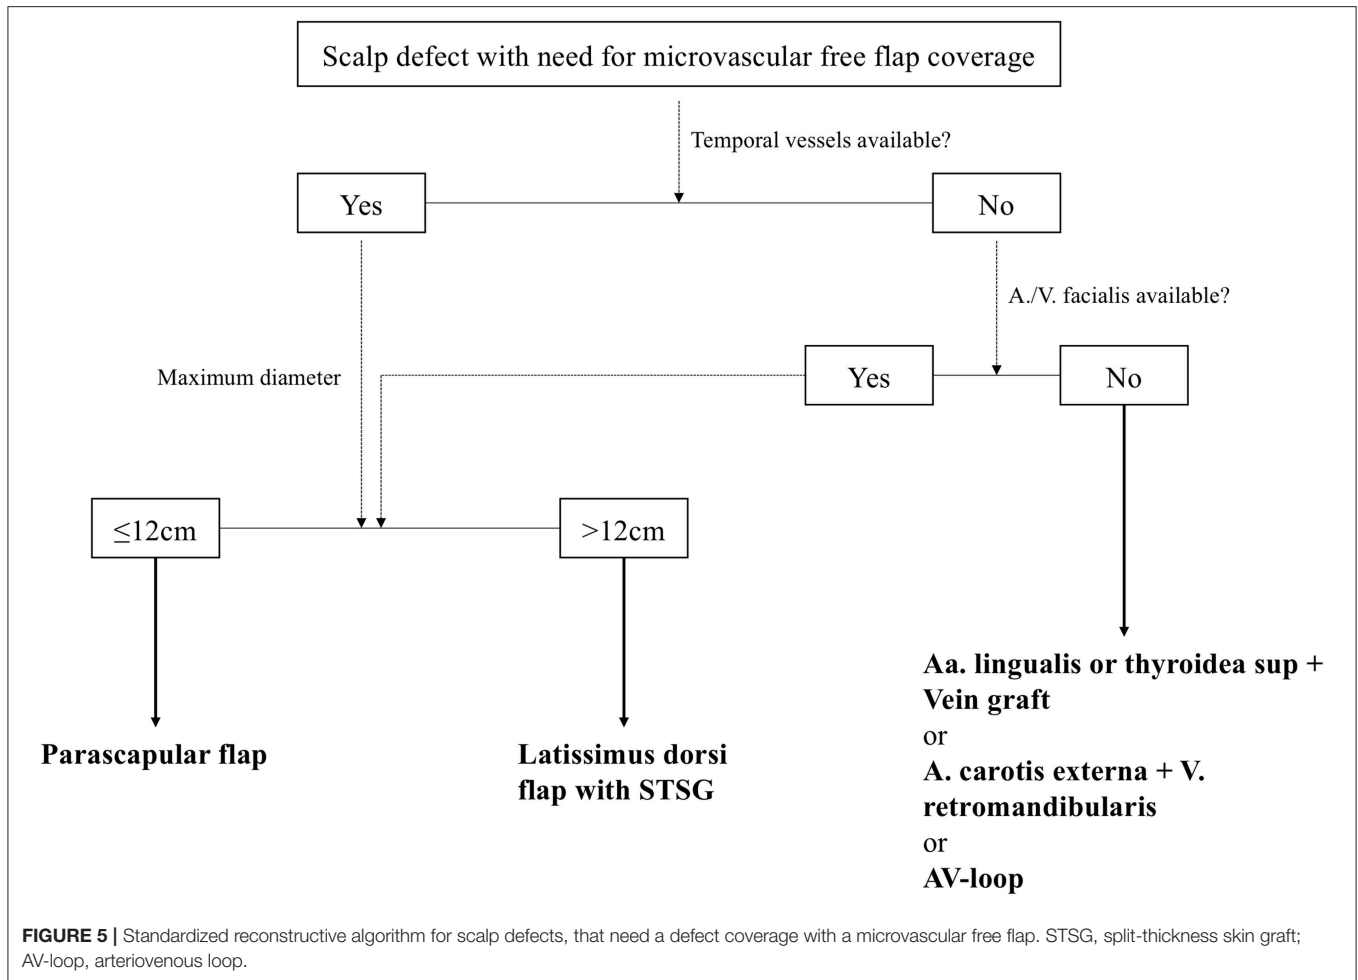 Scalp defect with need for microvascular free flap coverage
Temporal vessels available?
Yes
No
A./V. facialis available?
Maximum diameter
Yes
No
≤12cm
>12cm
Parascapular flap
Latissimus dorsi
flap with STSG
Aa. lingualis or thyroidea sup +
Vein graft
or
A. carotis externa + V.
retromandibularis
or
AV-loop
FIGURE 5 | Standardized reconstructive algorithm for scalp defects, that need a defect coverage with a microvascular free flap. STSG, split-thickness skin graft;
AV-loop, arteriovenous loop.